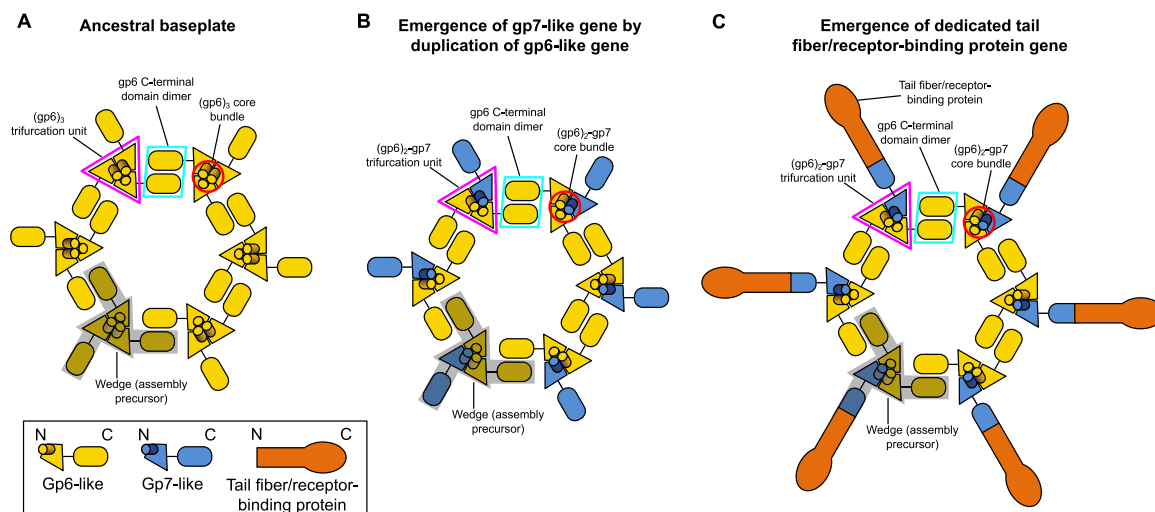 A
Ancestral baseplate
gp6 C-terminal
domain dimer
(gp6)₃
trifurcation unit
(gp6)₃ core
bundle
Wedge (assembly
precursor)
B
Emergence of gp7-like gene by
duplication of gp6-like gene
gp6 C-terminal
domain dimer
(gp6)₂-gp7
trifurcation unit
(gp6)₂-gp7
core bundle
Wedge (assembly
precursor)
C
Emergence of dedicated tail
fiber/receptor-binding protein gene
Tail fiber/receptor-
binding protein
gp6 C-terminal
domain dimer
(gp6)₂-gp7
trifurcation unit
(gp6)₂-gp7
core bundle
Wedge (assembly
precursor)
N C
Gp6-like
N C
Gp7-like
N C
Tail fiber/receptor-
binding protein